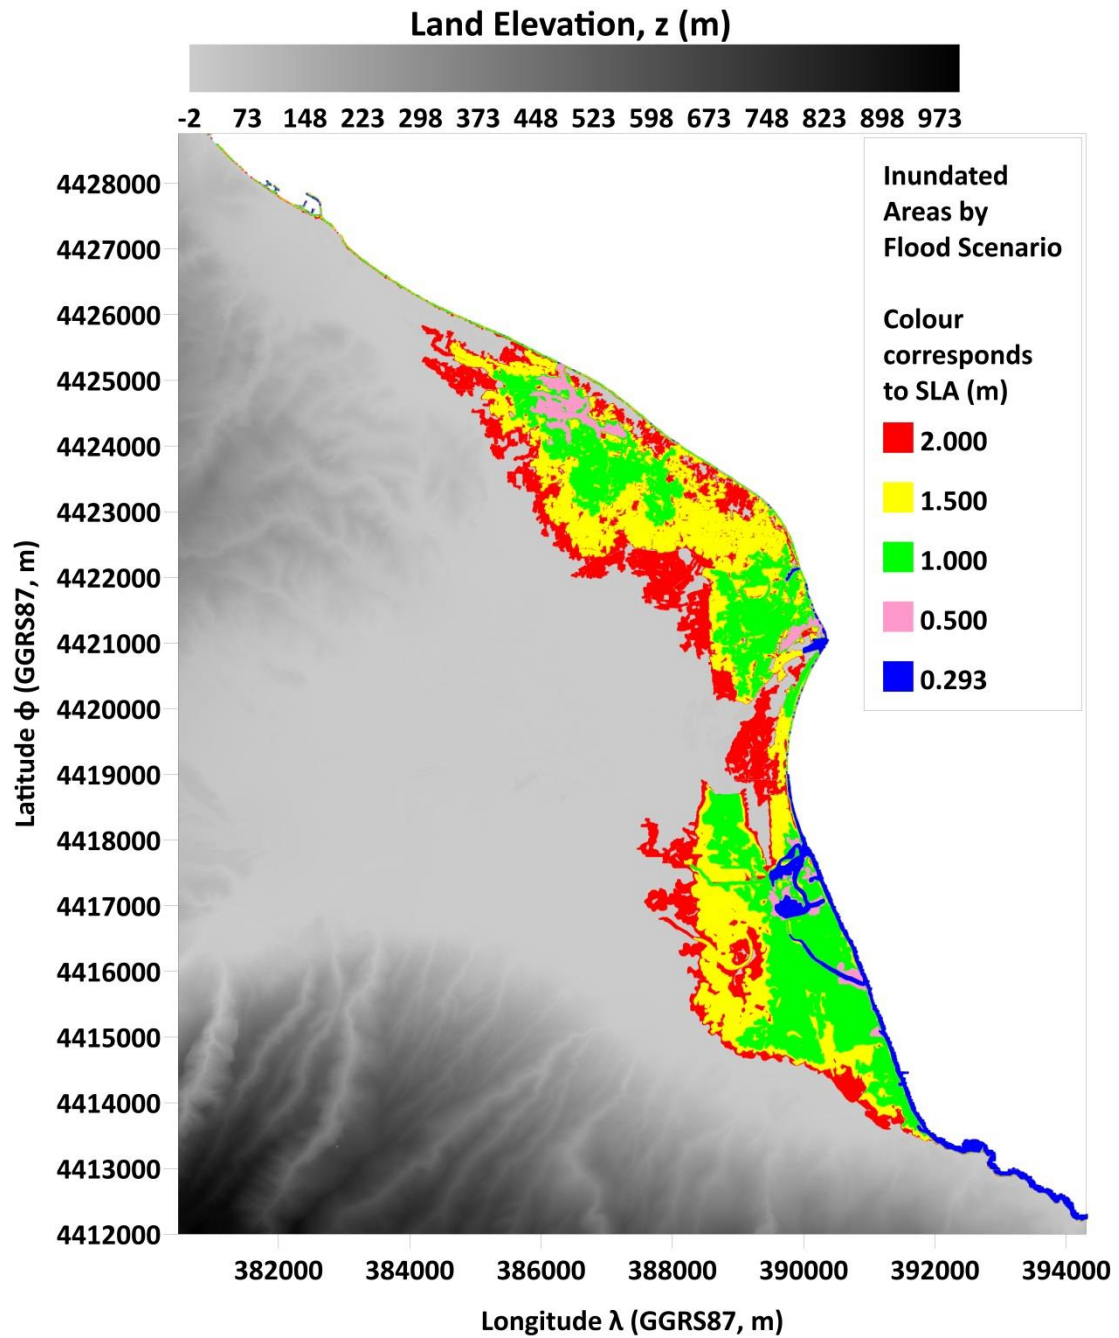 Land Elevation, z (m)
-2 73 148 223 298 373 448 523 598 673 748 823 898 973
Inundated
Areas by
Flood Scenario
Colour
corresponds
to SLA (m)
2.000
1.500
1.000
0.500
0.293
Latitude ϕ (GGRS87, m)
4428000
4427000
4426000
4425000
4424000
4423000
4422000
4421000
4420000
4419000
4418000
4417000
4416000
4415000
4414000
4413000
4412000
382000 384000 386000 388000 390000 392000 394000
Longitude λ (GGRS87, m)